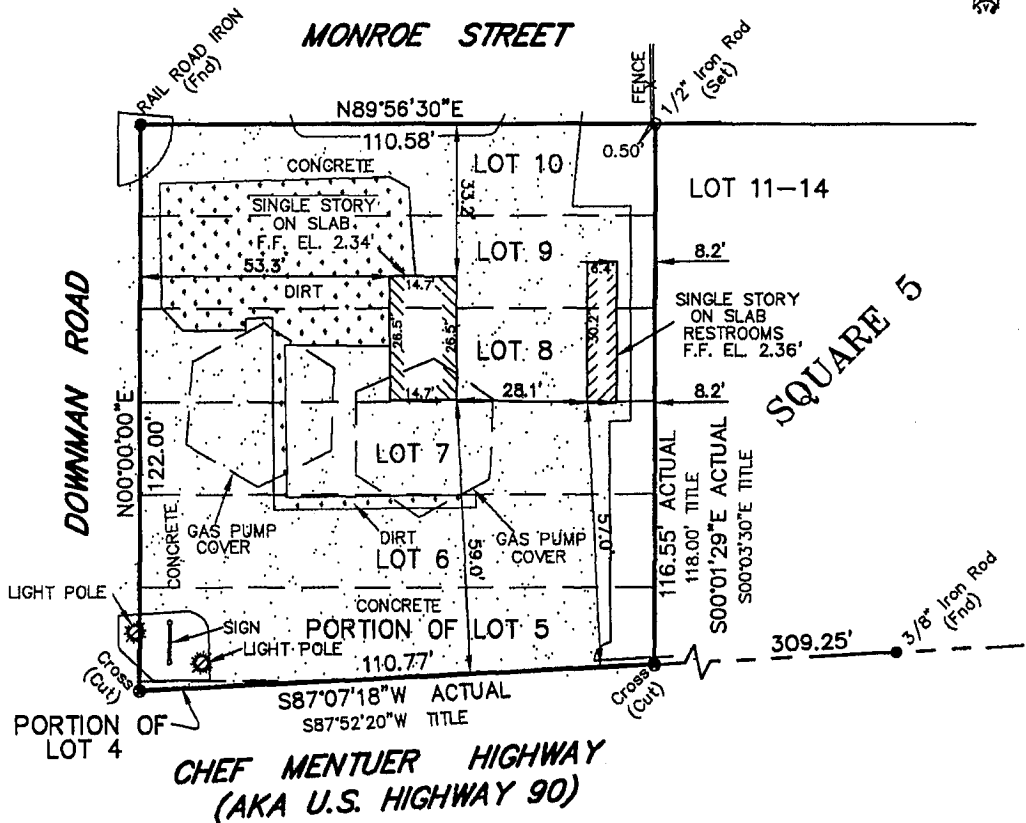 MONROE STREET
RAIL ROAD IRON
(Fnd)
FENCE
1/2" Iron Rod
(Set)
N89°56'30"E
110.58'
0.50'
CONCRETE
LOT 10
33.2'
LOT 11-14
SINGLE STORY
ON SLAB
F.F. EL. 2.34'
LOT 9
53.3'
8.2'
14.7'
6.4'
DIRT
DOWNMAN ROAD
SINGLE STORY
ON SLAB
RESTROOMS
F.F. EL. 2.36'
26.5'
26.5'
30.2'
LOT 8
SQUARE 5
14.7'
28.1'
8.2'
N00°00'00"E
122.00'
LOT 7
116.55' ACTUAL
118.00' TITLE
S00°01'29"E ACTUAL
S00°03'30"E TITLE
GAS PUMP
COVER
DIRT
GAS PUMP
COVER
CONCRETE
LOT 6
59.0'
57.0'
LIGHT POLE
CONCRETE
SIGN
PORTION OF LOT 5
LIGHT POLE
110.77'
309.25'
3/8" Iron Rod
(Fnd)
Cross
(Cut)
Cross
(Cut)
S87°07'18"W ACTUAL
S87°52'20"W TITLE
PORTION OF
LOT 4
CHEF MENTUER HIGHWAY
(AKA U.S. HIGHWAY 90)